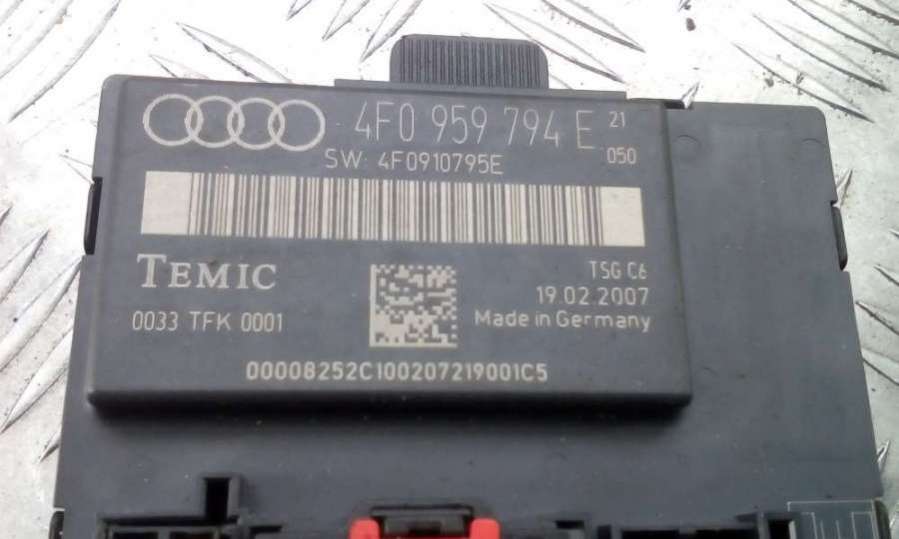 4F0 959 794 E 21
050
SW: 4F0910795E
TEMIC
TSG C6
19.02.2007
0033 TFK 0001
Made in Germany
00008252C100207219001C5